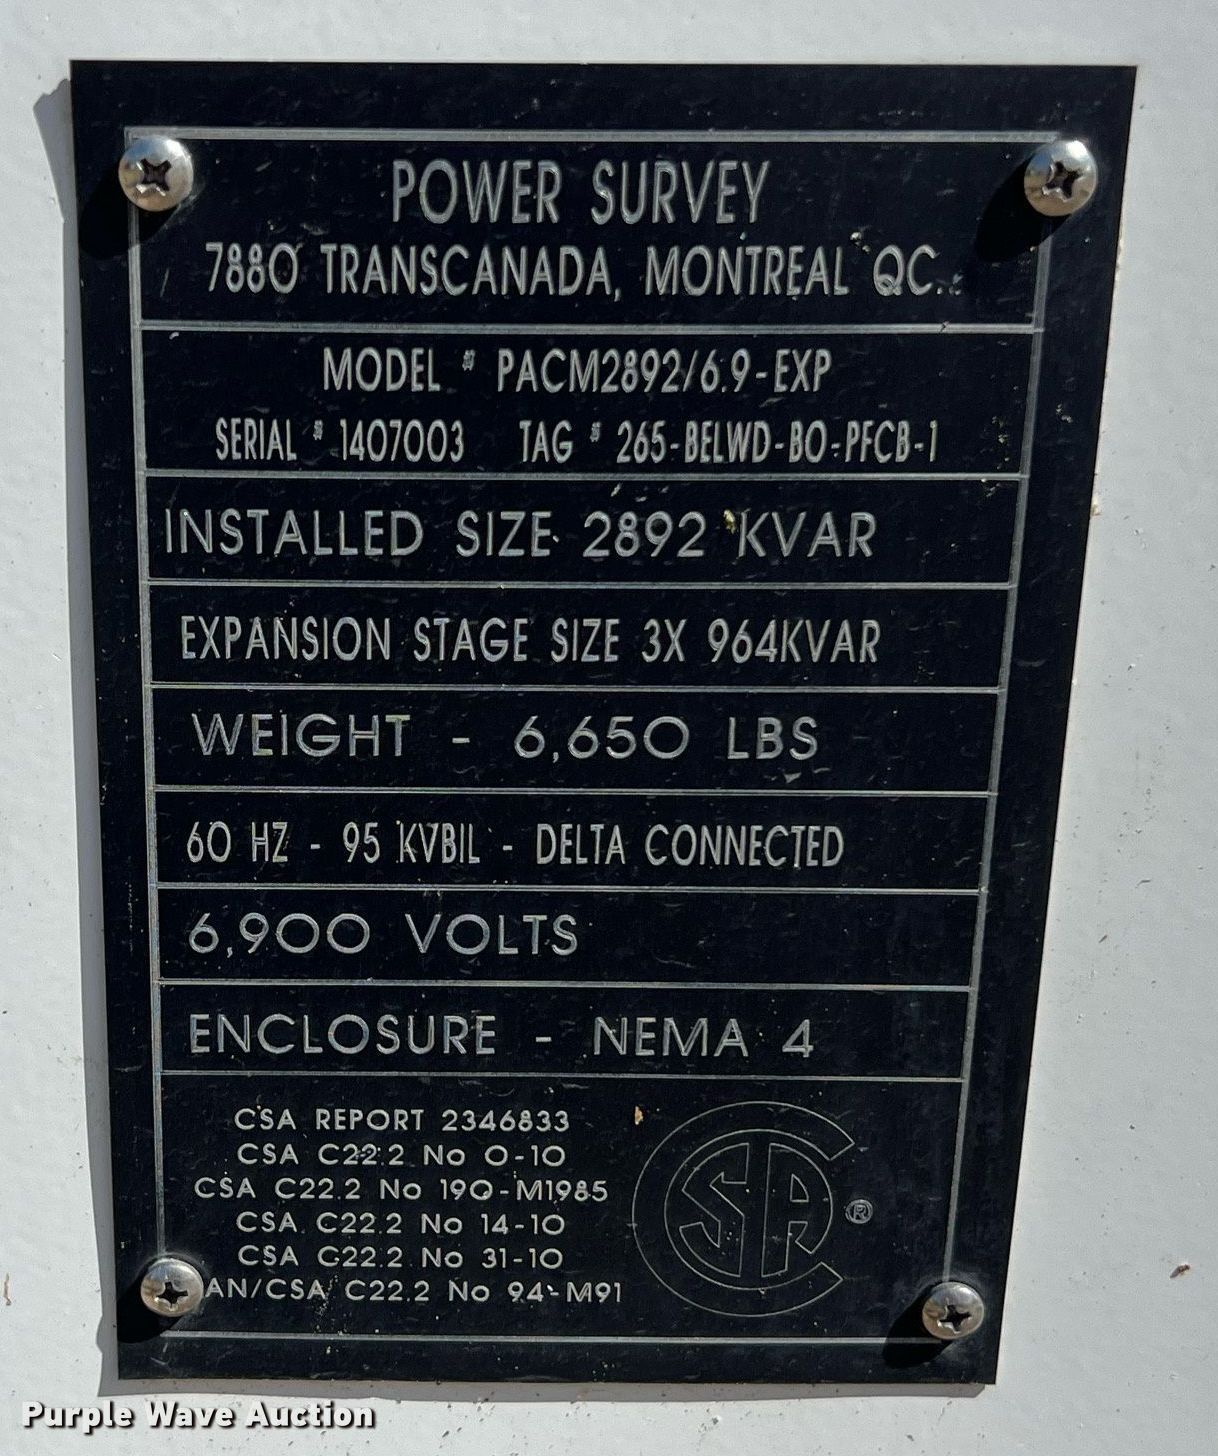 POWER SURVEY
7880 TRANSCANADA, MONTREAL QC.
MODEL # PACM2892/6.9-EXP
SERIAL # 1407003 TAG # 265-BELWD-BO-PFCB-1
INSTALLED SIZE 2892 KVAR
EXPANSION STAGE SIZE 3X 964KVAR
WEIGHT - 6,650 LBS
60 HZ - 95 KVBIL - DELTA CONNECTED
6,900 VOLTS
ENCLOSURE - NEMA 4
CSA REPORT 2346833
CSA C22.2 No 0-10
CSA C22.2 No 190-M1985
CSA C22.2 No 14-10
CSA C22.2 No 31-10
AN/CSA C22.2 No 94-M91
CSA ®
Purple Wave Auction